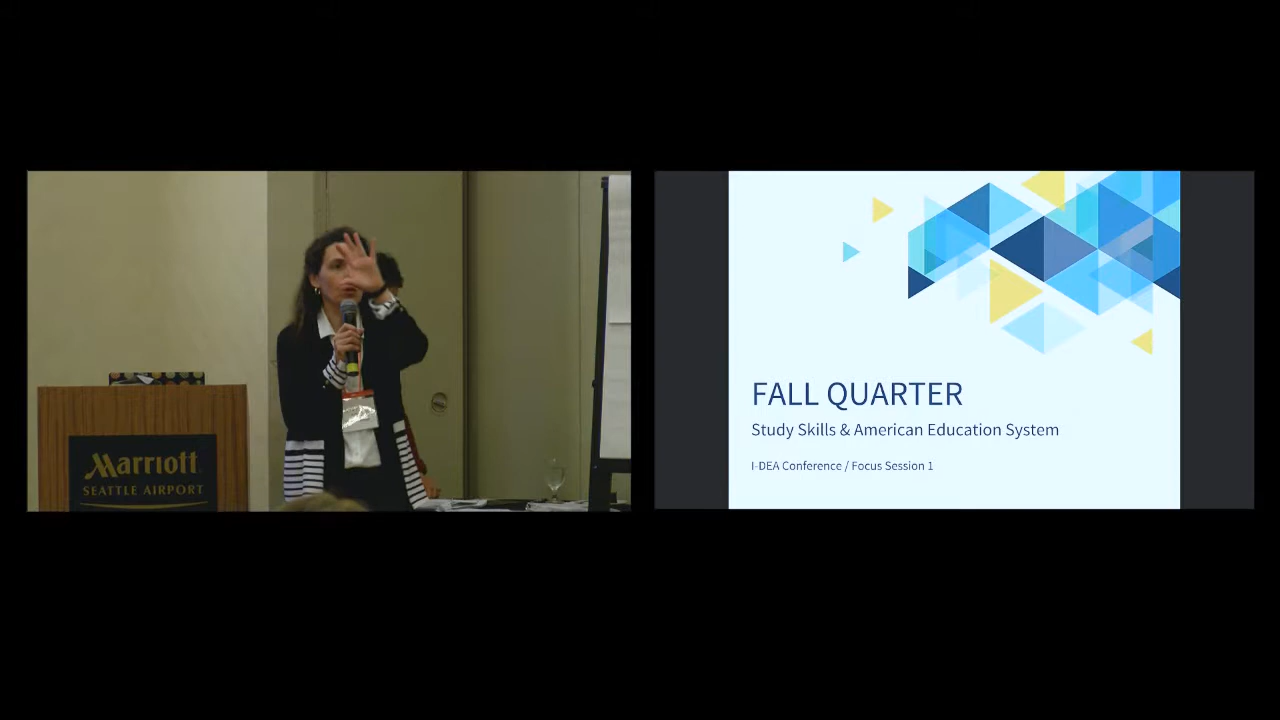 Marriott
SEATTLE AIRPORT
FALL QUARTER
Study Skills & American Education System
I-DEA Conference / Focus Session 1